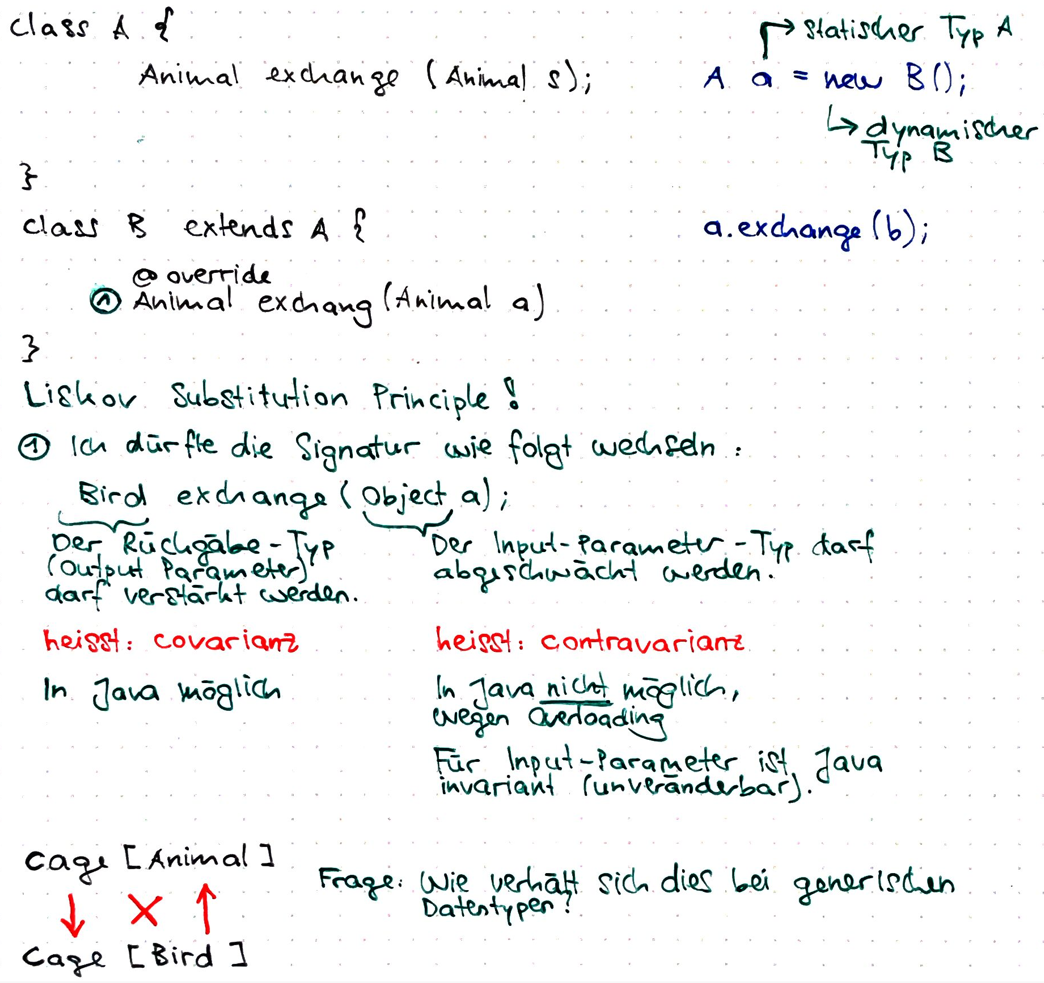 class A {
Animal exchange (Animal s);
}
→ statischer Typ A
A a = new B();
↳ dynamischer
Typ B
class B extends A {
@override
① Animal exchang(Animal a)
}
a.exchange(b);
Liskov Substitution Principle!
① Ich dürfte die Signatur wie folgt wechseln:
Bird exchange (Object a);
Der Rückgabe-Typ
(Output Parameter)
darf verstärkt werden.
heisst: covarianz
In Java möglich
Der Input-Parameter-Typ darf
abgeschwächt werden.
heisst: contravarianz
In Java nicht möglich,
wegen Overloading
Für Input-Parameter ist Java
invariant (unveränderbar).
Cage [Animal]
↓ × ↑
Cage [Bird]
Frage: Wie verhält sich dies bei generischen
Datentypen?